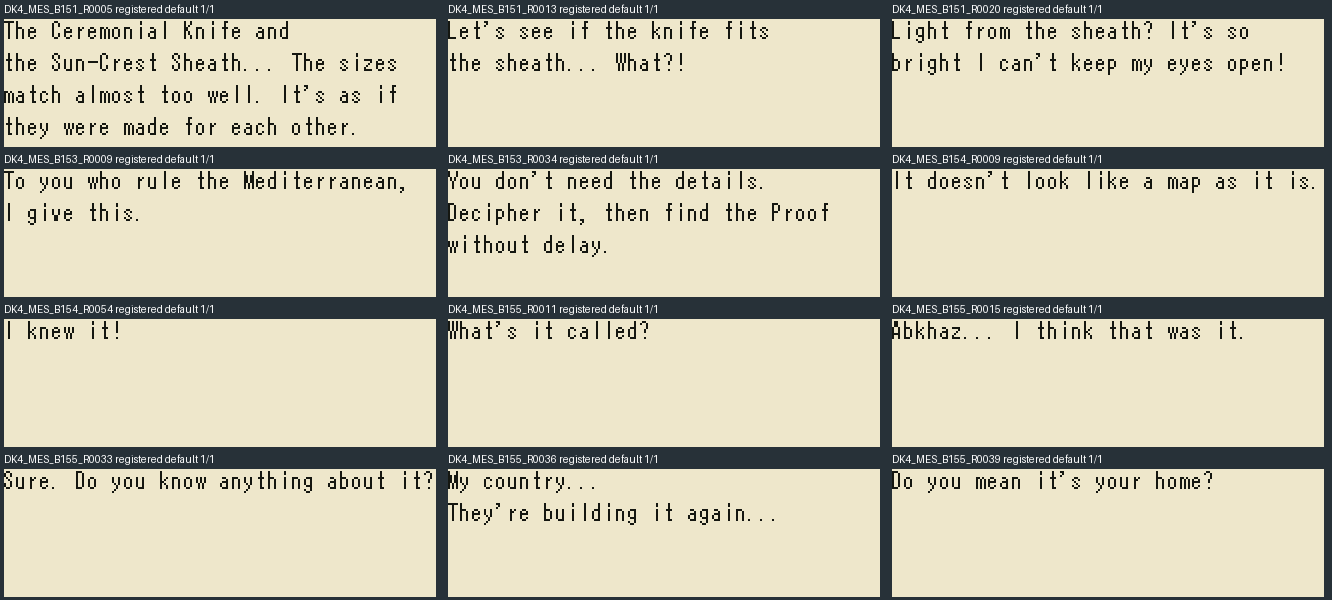 DK4_MES_B151_R0005 registered default 1/1
The Ceremonial Knife and
the Sun-Crest Sheath... The sizes
match almost too well. It's as if
they were made for each other.
DK4_MES_B151_R0013 registered default 1/1
Let's see if the knife fits
the sheath... What?!
DK4_MES_B151_R0020 registered default 1/1
Light from the sheath? It's so
bright I can't keep my eyes open!
DK4_MES_B153_R0009 registered default 1/1
To you who rule the Mediterranean,
I give this.
DK4_MES_B153_R0034 registered default 1/1
You don't need the details.
Decipher it, then find the Proof
without delay.
DK4_MES_B154_R0009 registered default 1/1
It doesn't look like a map as it is.
DK4_MES_B154_R0054 registered default 1/1
I knew it!
DK4_MES_B155_R0011 registered default 1/1
What's it called?
DK4_MES_B155_R0015 registered default 1/1
Abkhaz... I think that was it.
DK4_MES_B155_R0033 registered default 1/1
Sure. Do you know anything about it?
DK4_MES_B155_R0036 registered default 1/1
My country...
They're building it again...
DK4_MES_B155_R0039 registered default 1/1
Do you mean it's your home?